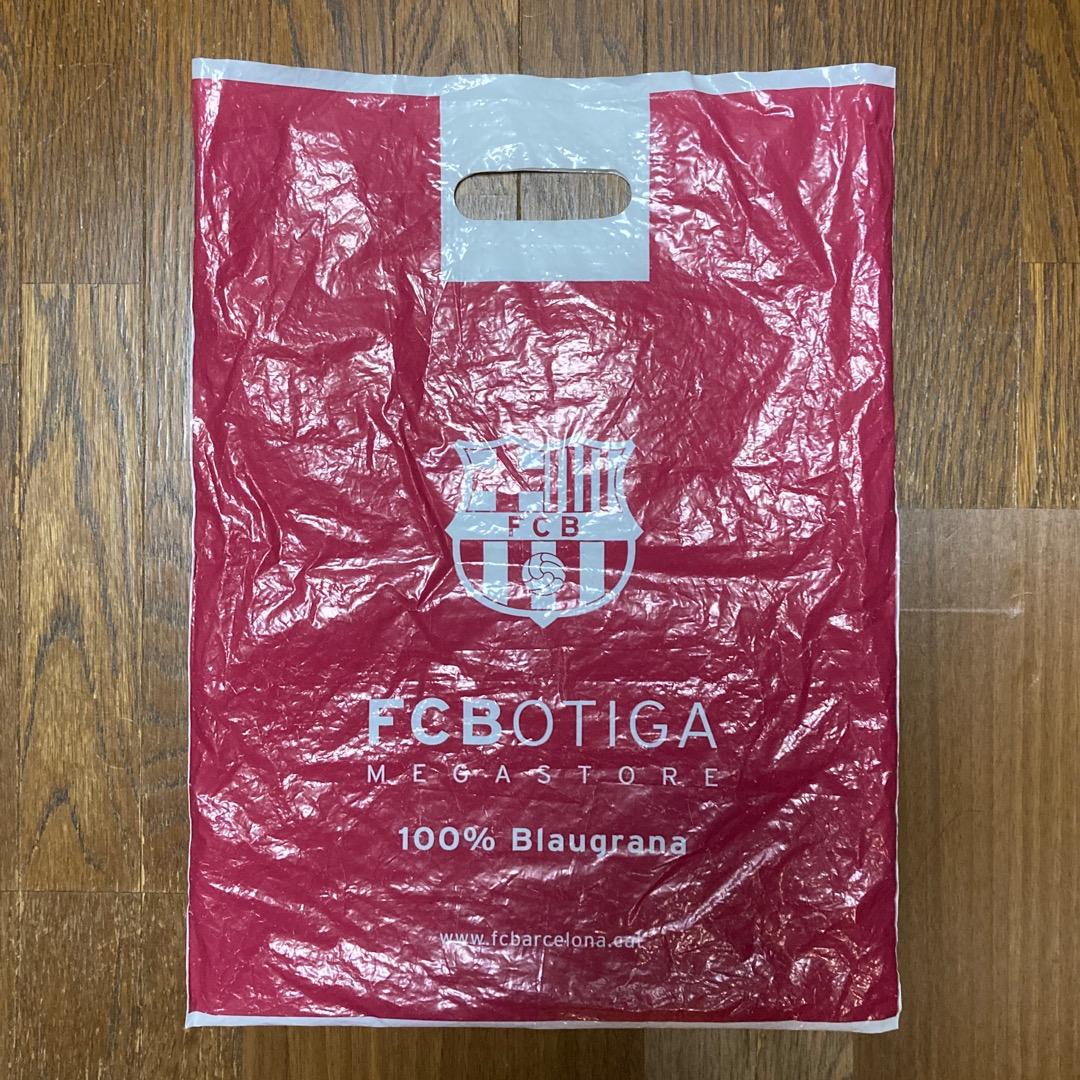 FCB
FCBOTIGA
MEGASTORE
100% Blaugrana
www.fcbarcelona.cat